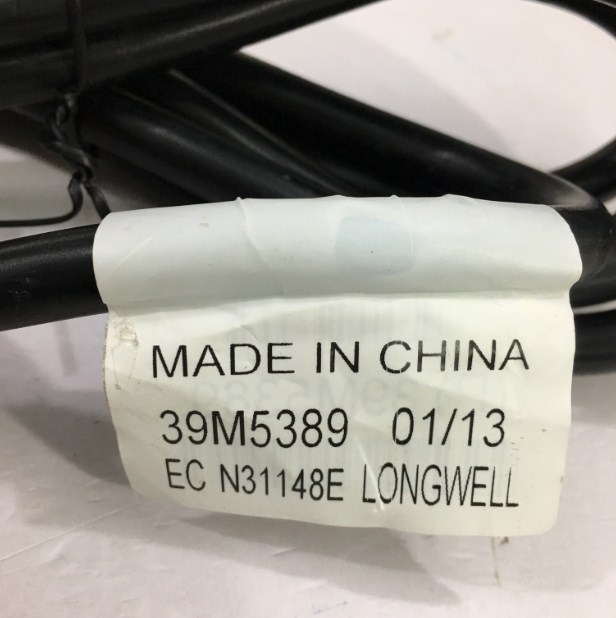 MADE IN CHINA
39M5389 01/13
EC N31148E LONGWELL